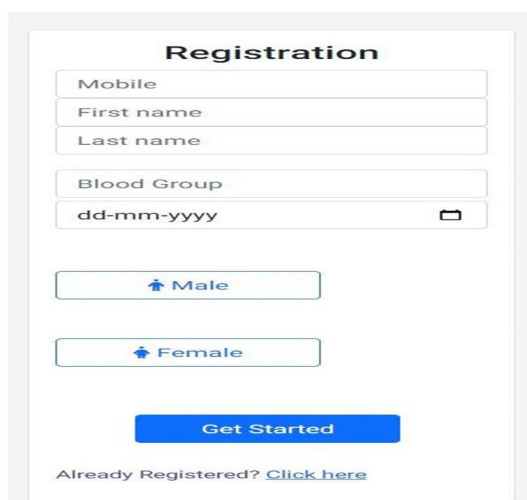 Registration
Mobile
First name
Last name
Blood Group
dd-mm-yyyy
Male
Female
Get Started
Already Registered? Click here